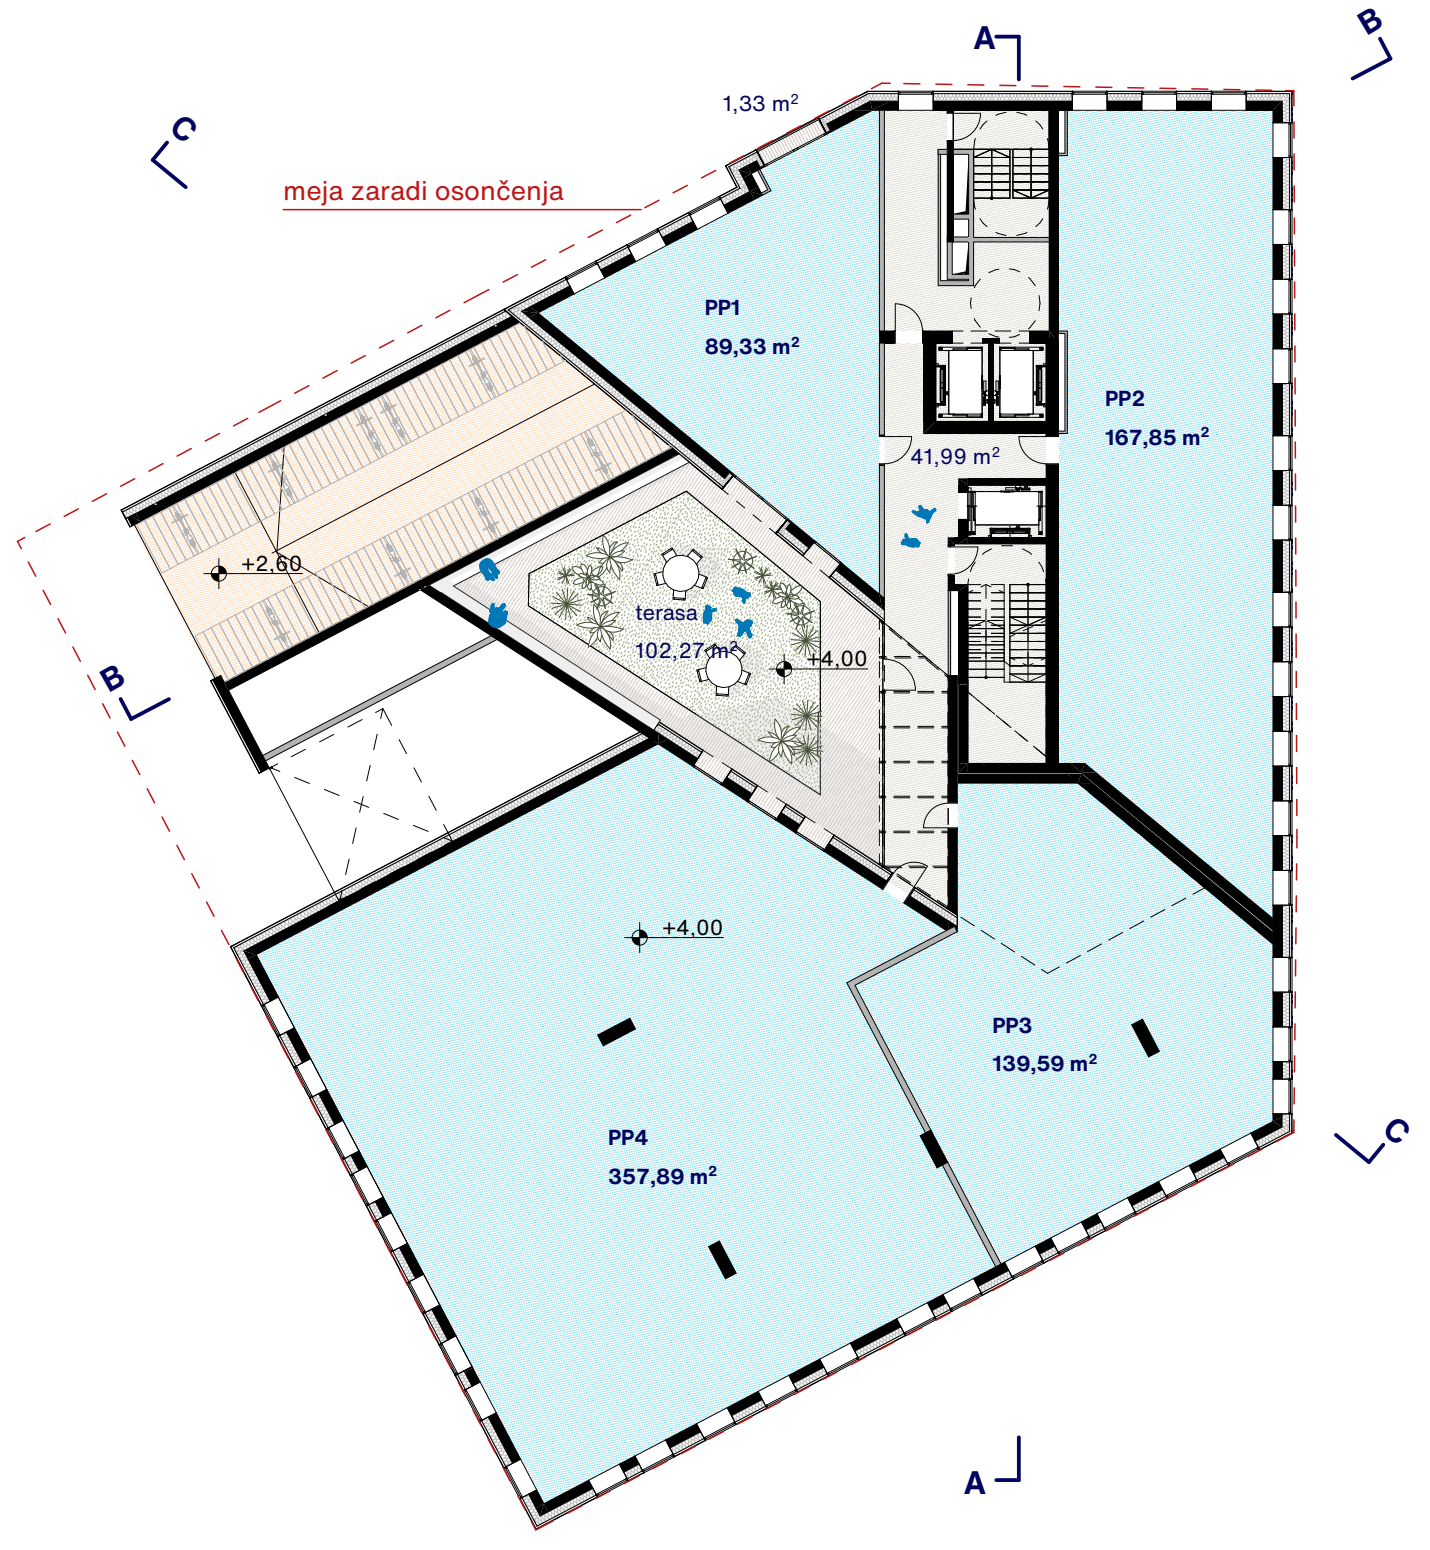 A
B
1,33 m²
C
meja zaradi osončenja
PP1
89,33 m²
PP2
167,85 m²
41,99 m²
+2,60
terasa
102,27 m²
+4,00
B
+4,00
PP3
139,59 m²
PP4
357,89 m²
C
A